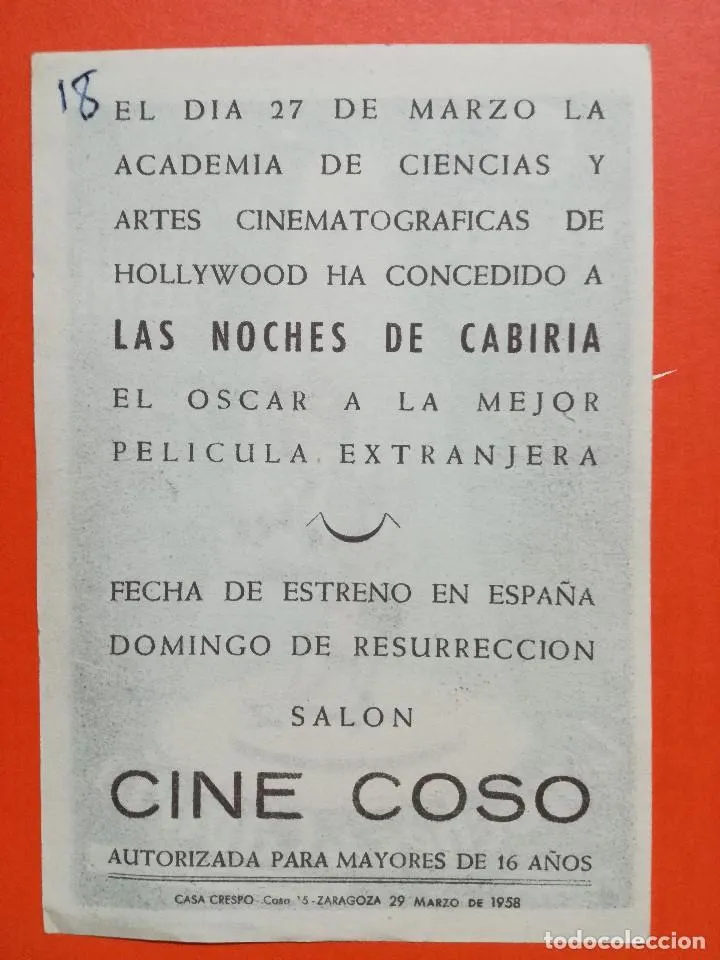 18
EL DIA 27 DE MARZO LA
ACADEMIA DE CIENCIAS Y
ARTES CINEMATOGRAFICAS DE
HOLLYWOOD HA CONCEDIDO A
LAS NOCHES DE CABIRIA
EL OSCAR A LA MEJOR
PELICULA EXTRANJERA
FECHA DE ESTRENO EN ESPAÑA
DOMINGO DE RESURRECCION
SALON
CINE COSO
AUTORIZADA PARA MAYORES DE 16 AÑOS
CASA CRESPO - Coso -ZARAGOZA 29 MARZO DE 1958
todocoleccion